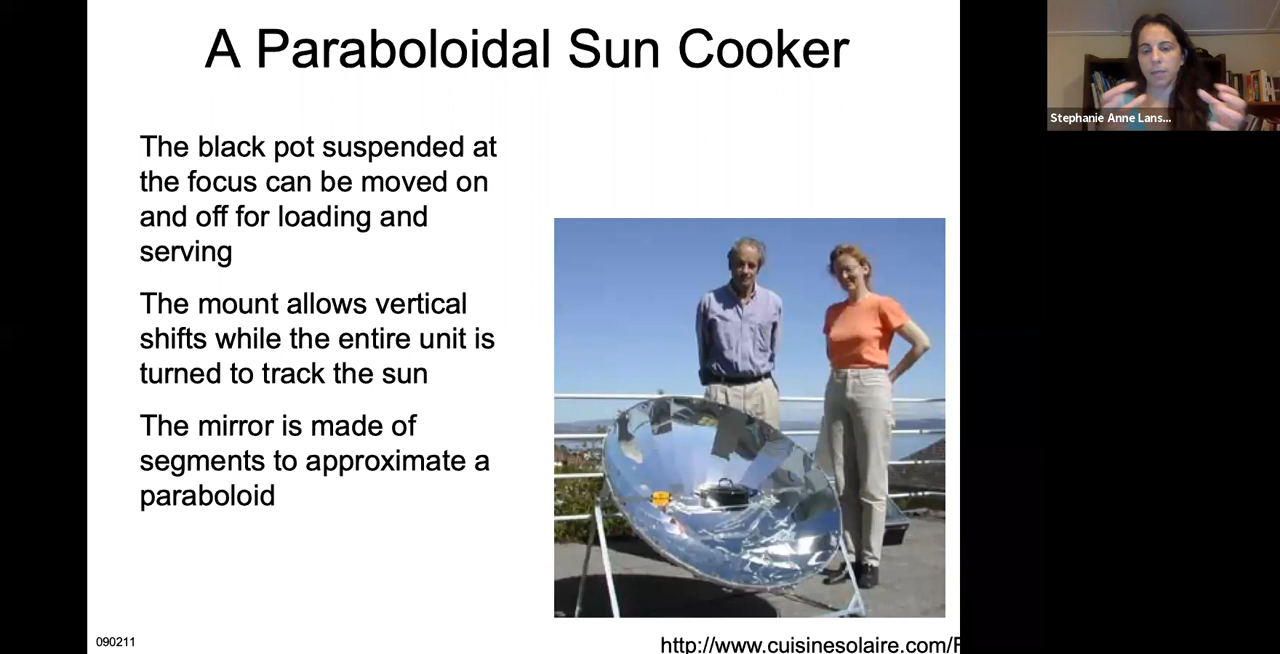 A Paraboloidal Sun Cooker
The black pot suspended at
the focus can be moved on
and off for loading and
serving
The mount allows vertical
shifts while the entire unit is
turned to track the sun
The mirror is made of
segments to approximate a
paraboloid
090211
http://www.cuisinesolaire.com/F
Stephanie Anne Lans...